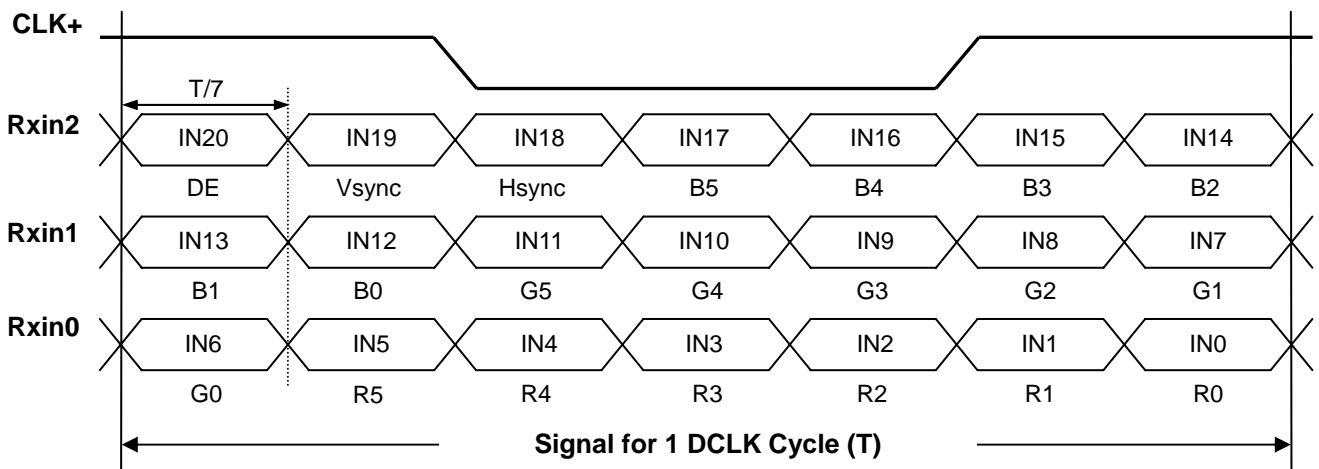 CLK+
T/7
Rxin2 IN20 IN19 IN18 IN17 IN16 IN15 IN14
DE Vsync Hsync B5 B4 B3 B2
Rxin1 IN13 IN12 IN11 IN10 IN9 IN8 IN7
B1 B0 G5 G4 G3 G2 G1
Rxin0 IN6 IN5 IN4 IN3 IN2 IN1 IN0
G0 R5 R4 R3 R2 R1 R0
Signal for 1 DCLK Cycle (T)